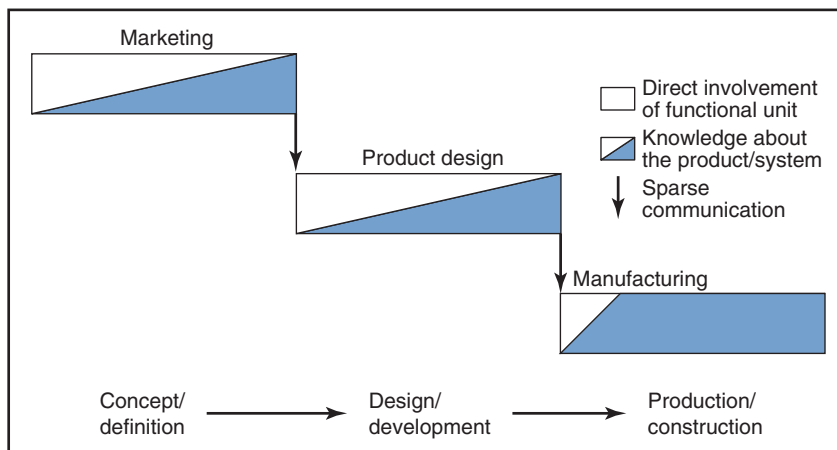 Marketing
Direct involvement
of functional unit
Knowledge about
the product/system
Product design
Sparse
communication
Manufacturing
Concept/
definition
Design/
development
Production/
construction